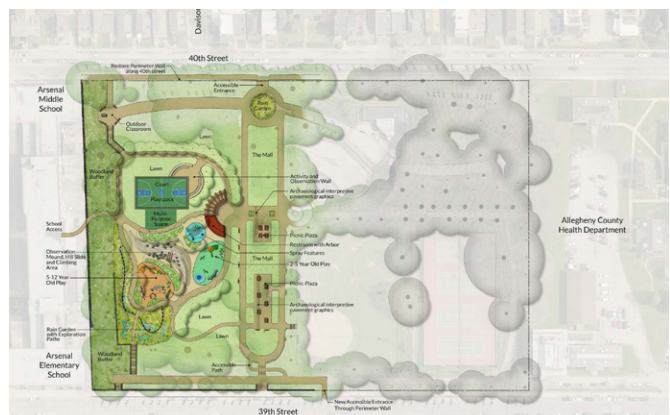 Davison
40th Street
Restore Perimeter Wall
along 40th street
Arsenal
Middle
School
Accessible
Entrance
Rain
Garden
Outdoor
Classroom
Lawn
Woodland
Buffer
Lawn
The Mall
Activity and
Observation Wall
Court
Play pack
Archaeological interpretive
pavement graphics
Multi-
Purpose
Space
School
Access
Allegheny County
Health Department
Picnic Plaza
Restroom with Arbor
Spray Features
Observation
Mound, Hill Slide
and Climbing
Area
The Mall
2-5 Year Old Play
5-12 Year
Old Play
Picnic Plaza
Archaeological interpretive
pavement graphics
Lawn
Rain Garden
with Exploration
Paths
Lawn
Woodland
Buffer
Arsenal
Elementary
School
Accessible
Path
New Accessible Entrance
Through Perimeter Wall
39th Street